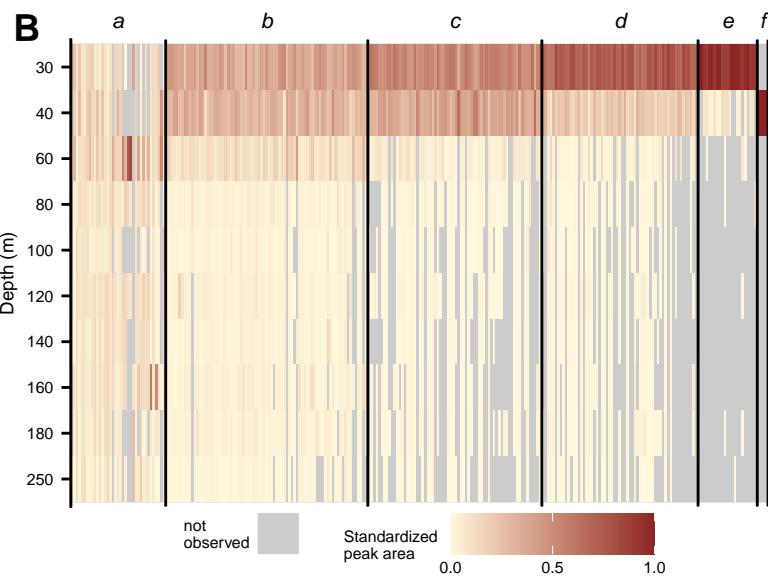 B
a b c d e f
30
40
60
80
100
120
140
160
180
250
Depth (m)
not
observed
Standardized
peak area
0.0 0.5 1.0